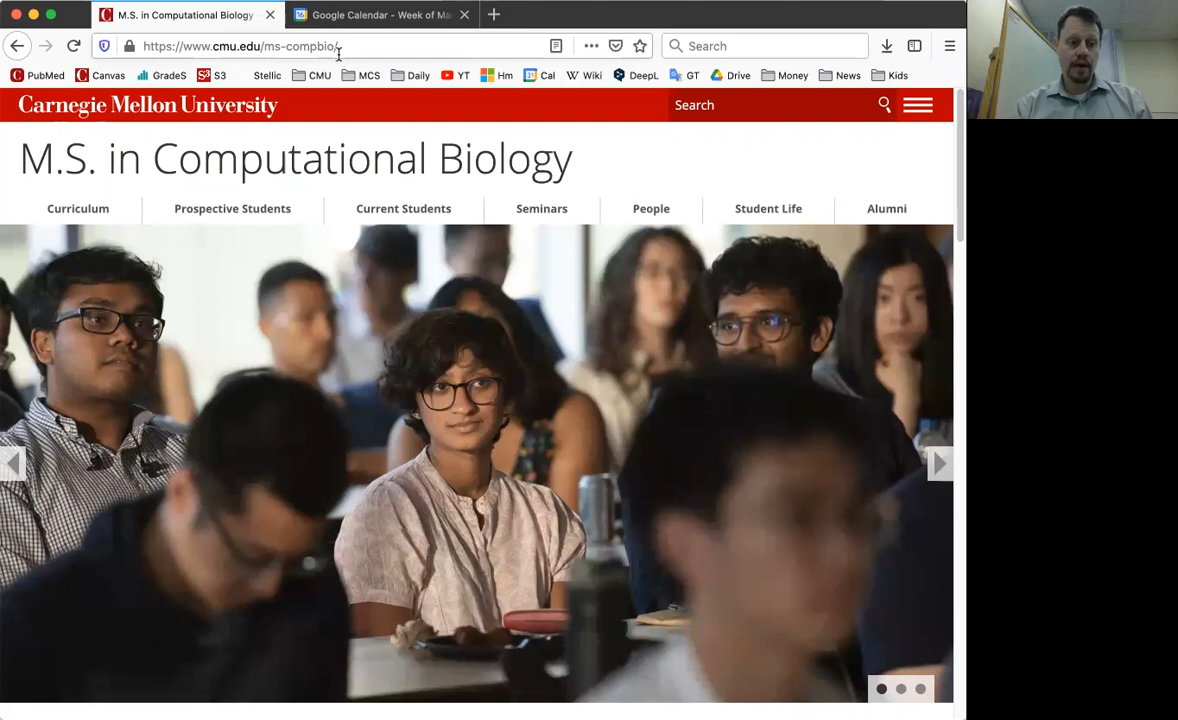 M.S. in Computational Biology -
Google Calendar - Week of Ma
https://www.cmu.edu/ms-compbio/
Search
PubMed Canvas GradeS S3 S3 Stellic CMU MCS Daily YT Hm Cal Wiki DeepL GT Drive Money News Kids
Carnegie Mellon University
Search
M.S. in Computational Biology
Curriculum Prospective Students Current Students Seminars People Student Life Alumni